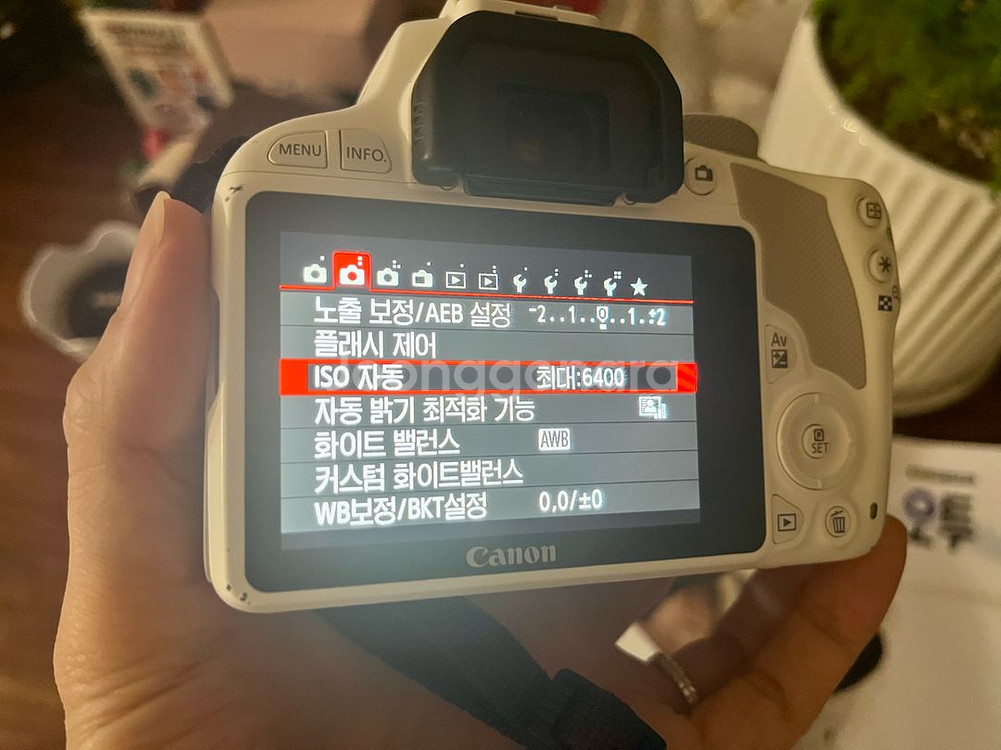 MENU
INFO.
노출 보정/AEB 설정 -2..1..0..1..+2
플래시 제어
ISO 자동 최대:6400
자동 밝기 최적화 기능
화이트 밸런스 AWB
커스텀 화이트밸런스
WB보정/BKT설정 0,0/±0
Av
SET
Canon
joonggonara